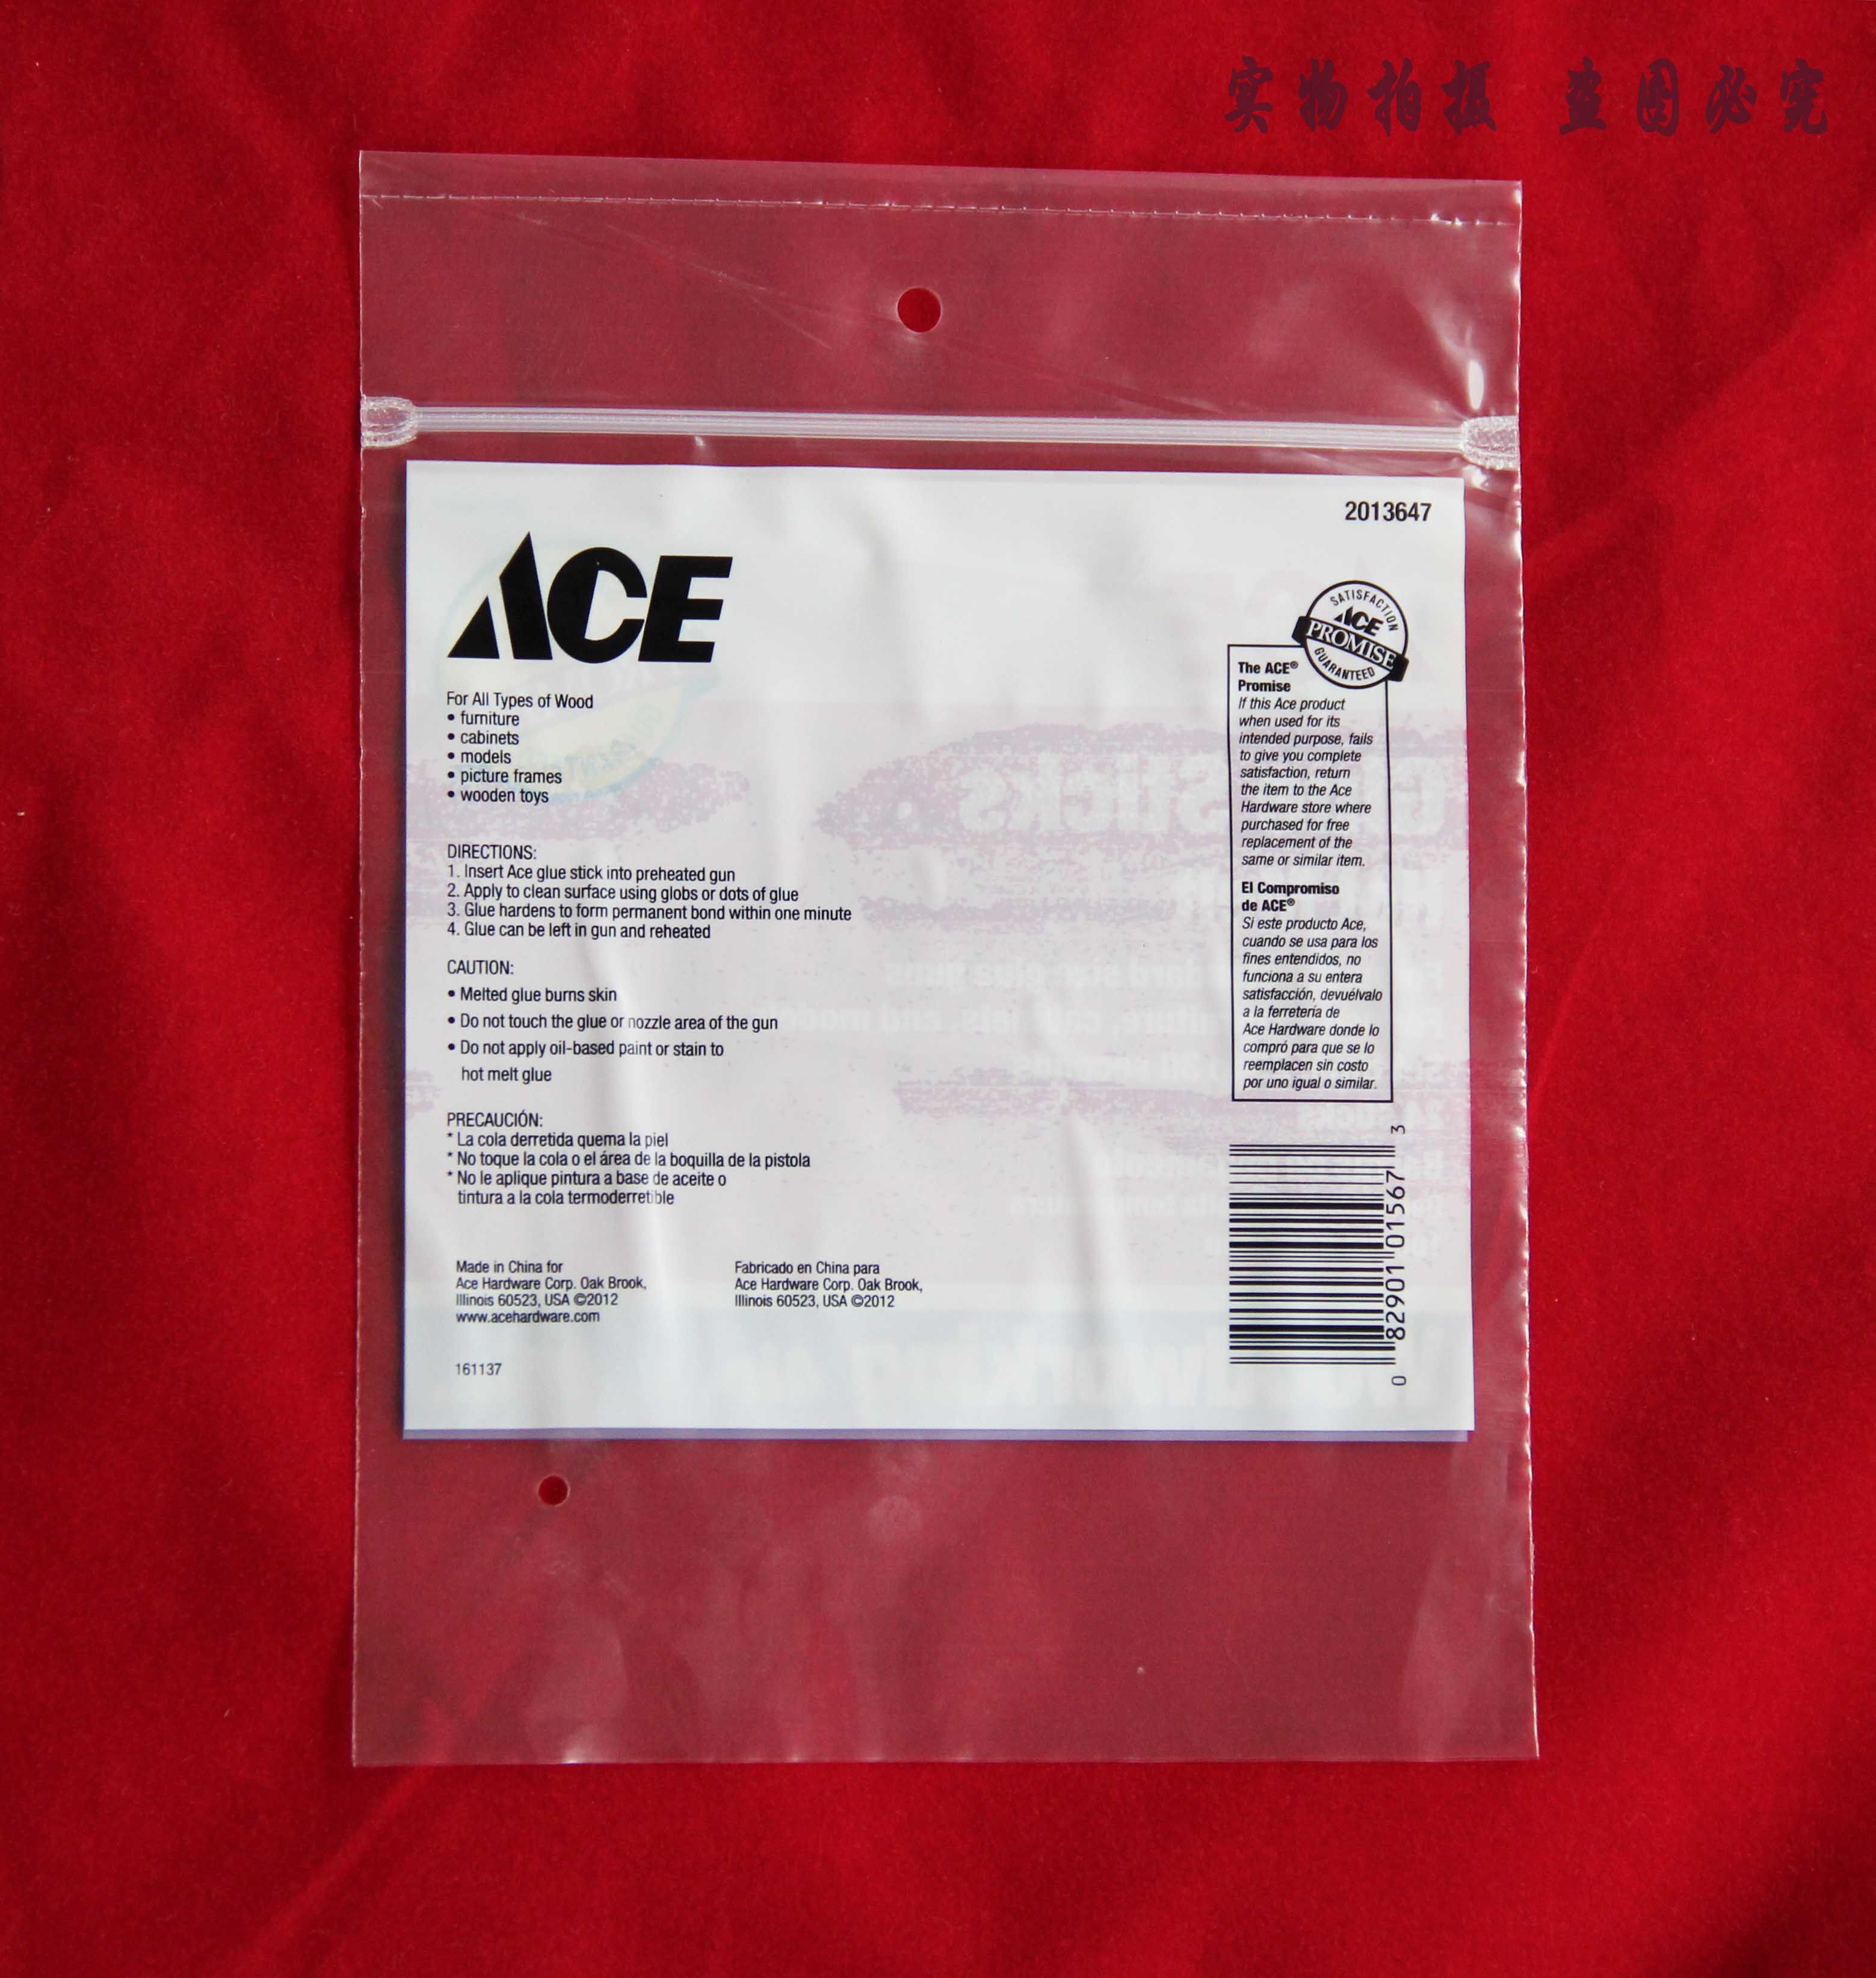 实物拍摄 盗图必究
2013647
ACE
For All Types of Wood
• furniture
• cabinets
• models
• picture frames
• wooden toys
DIRECTIONS:
1. Insert Ace glue stick into preheated gun
2. Apply to clean surface using globs or dots of glue
3. Glue hardens to form permanent bond within one minute
4. Glue can be left in gun and reheated
CAUTION:
• Melted glue burns skin
• Do not touch the glue or nozzle area of the gun
• Do not apply oil-based paint or stain to
hot melt glue
PRECAUCIÓN:
* La cola derretida quema la piel
* No toque la cola o el área de la boquilla de la pistola
* No le aplique pintura a base de aceite o
tintura a la cola termoderretible
Made in China for
Ace Hardware Corp. Oak Brook,
Illinois 60523, USA ©2012
www.acehardware.com
Fabricado en China para
Ace Hardware Corp. Oak Brook,
Illinois 60523, USA ©2012
161137
SATISFACTION
ACE
PROMISE
GUARANTEED
The ACE®
Promise
If this Ace product
when used for its
intended purpose, fails
to give you complete
satisfaction, return
the item to the Ace
Hardware store where
purchased for free
replacement of the
same or similar item.
El Compromiso
de ACE®
Si este producto Ace,
cuando se usa para los
fines entendidos, no
funciona a su entera
satisfacción, devuélvalo
a la ferretería de
Ace Hardware donde lo
compró para que se lo
reemplacen sin costo
por uno igual o similar.
0 82901 01567 3